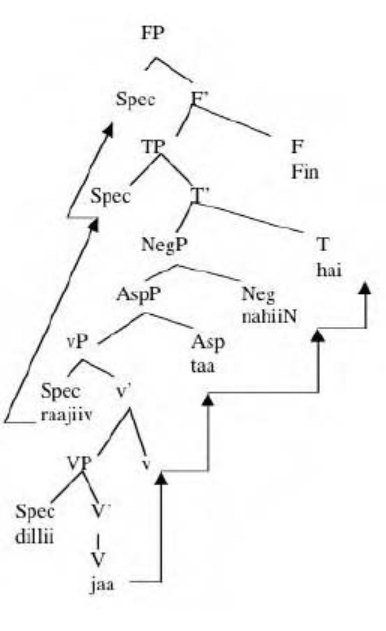 FP
Spec F'
TP F
Fin
Spec T'
NegP T
hai
AspP Neg
nahiiN
vP Asp
taa
Spec v'
raajiiv
VP v
Spec V'
dillii
V
jaa